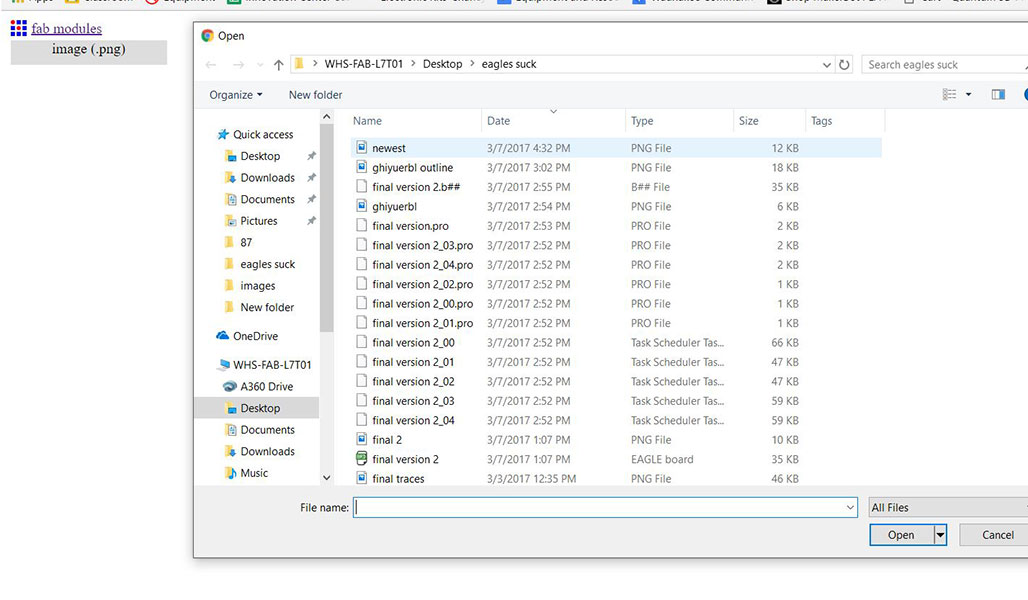 fab modules
image (.png)
Open
WHS-FAB-L7T01 > Desktop > eagles suck
Search eagles suck
Organize
New folder
Name Date Type Size Tags
newest 3/7/2017 4:32 PM PNG File 12 KB
ghiyuerbl outline 3/7/2017 3:02 PM PNG File 18 KB
final version 2.b## 3/7/2017 2:55 PM B## File 35 KB
ghiyuerbl 3/7/2017 2:54 PM PNG File 6 KB
final version.pro 3/7/2017 2:53 PM PRO File 2 KB
final version 2_03.pro 3/7/2017 2:52 PM PRO File 2 KB
final version 2_04.pro 3/7/2017 2:52 PM PRO File 2 KB
final version 2_02.pro 3/7/2017 2:52 PM PRO File 1 KB
final version 2_00.pro 3/7/2017 2:52 PM PRO File 1 KB
final version 2_01.pro 3/7/2017 2:52 PM PRO File 1 KB
final version 2_00 3/7/2017 2:52 PM Task Scheduler Tas... 66 KB
final version 2_01 3/7/2017 2:52 PM Task Scheduler Tas... 47 KB
final version 2_02 3/7/2017 2:52 PM Task Scheduler Tas... 47 KB
final version 2_03 3/7/2017 2:52 PM Task Scheduler Tas... 59 KB
final version 2_04 3/7/2017 2:52 PM Task Scheduler Tas... 59 KB
final 2 3/7/2017 1:07 PM PNG File 10 KB
final version 2 3/7/2017 1:07 PM EAGLE board 35 KB
final traces 3/3/2017 12:35 PM PNG File 46 KB
Quick access
Desktop
Downloads
Documents
Pictures
87
eagles suck
images
New folder
OneDrive
WHS-FAB-L7T01
A360 Drive
Desktop
Documents
Downloads
Music
File name:
All Files
Open
Cancel